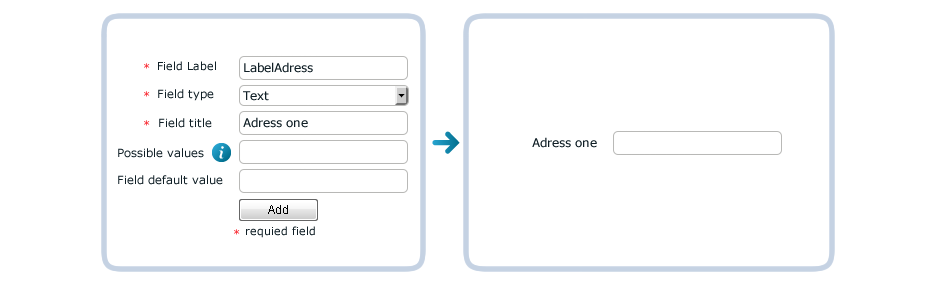 * Field Label LabelAdress
* Field type Text
* Field title Adress one
Possible values i
Field default value
Add
* requied field
Adress one